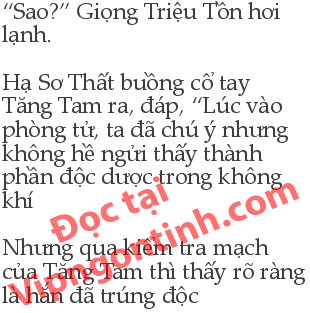 “Sao?” Giọng Triệu Tồn hơi
lạnh.
Hạ Sơ Thất buồng cổ tay
Tăng Tam ra, đáp, “Lúc vào
phòng tử, ta đã chú ý nhưng
không hề ngửi thấy thành
phần độc dược trong không
khí
Đọc tại
Vipngontinh.com
Nhưng qua kiểm tra mạch
của Tăng Tam thì thấy rõ ràng
là hắn đã trúng độc